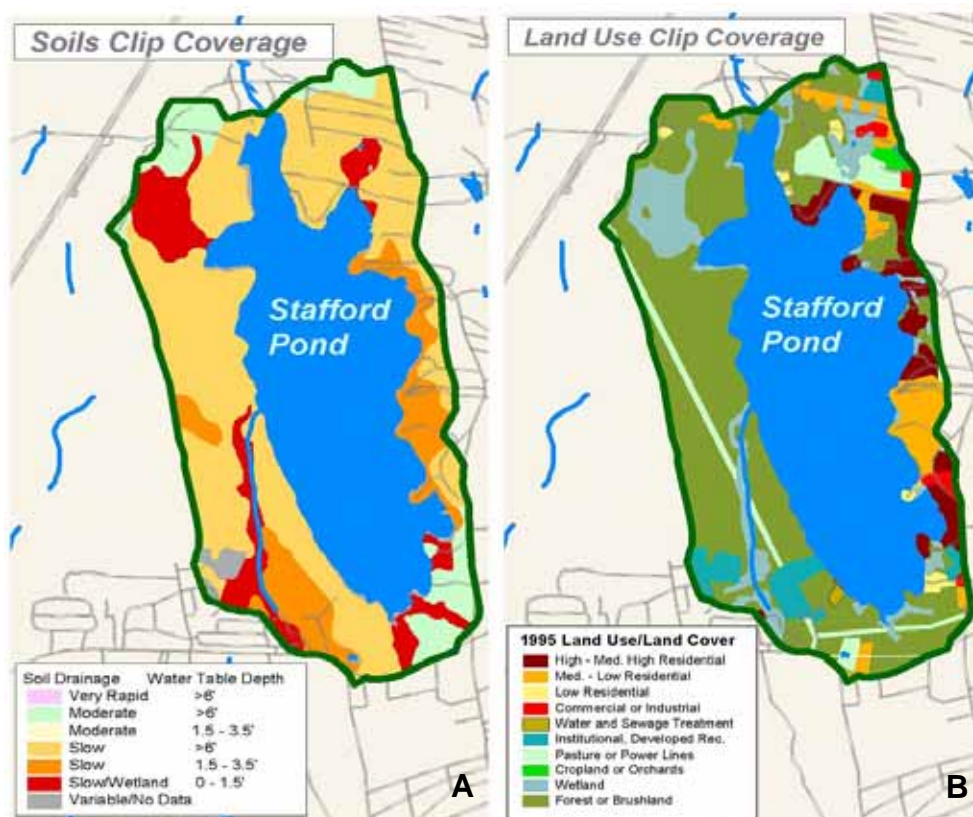 Soils Clip Coverage
Stafford
Pond
Soil Drainage Water Table Depth
Very Rapid >6'
Moderate >6'
Moderate 1.5 - 3.5'
Slow >6'
Slow 1.5 - 3.5'
Slow/Wetland 0 - 1.5'
Variable/No Data
A
Land Use Clip Coverage
Stafford
Pond
1995 Land Use/Land Cover
High - Med. High Residential
Med. - Low Residential
Low Residential
Commercial or Industrial
Water and Sewage Treatment
Institutional, Developed Rec.
Pasture or Power Lines
Cropland or Orchards
Wetland
Forest or Brushland
B